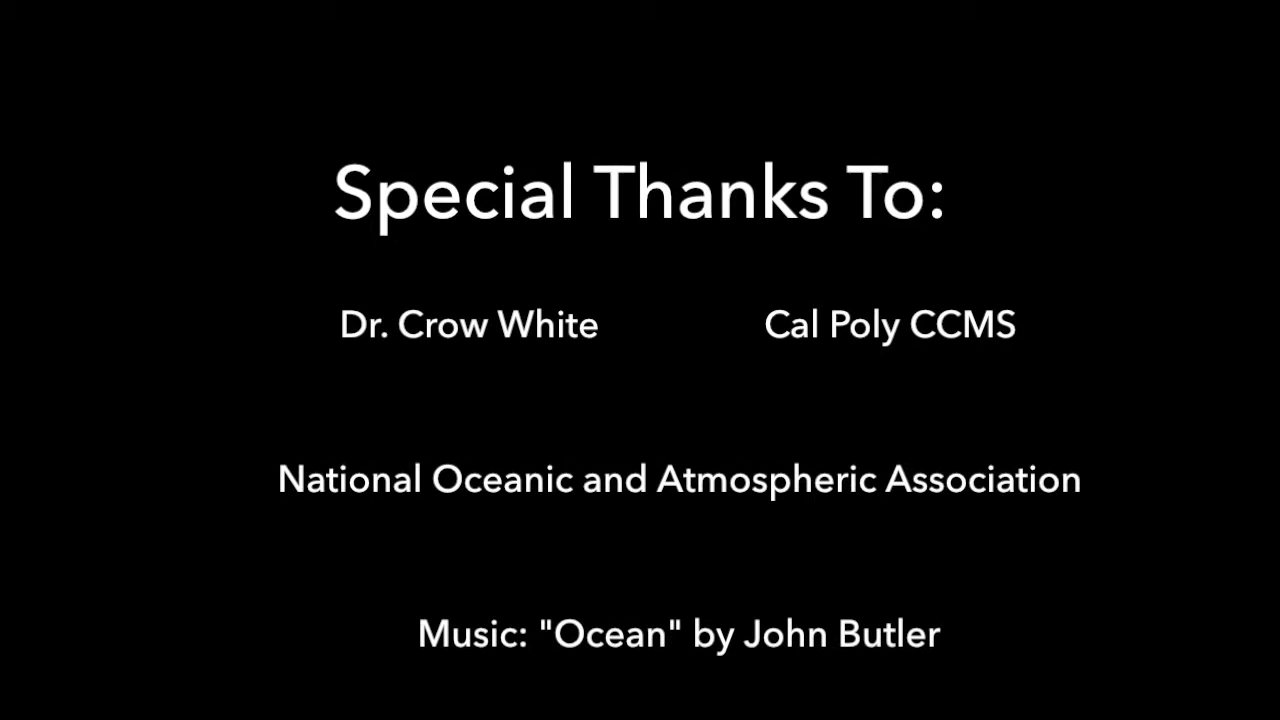 Special Thanks To:
Dr. Crow White Cal Poly CCMS
National Oceanic and Atmospheric Association
Music: "Ocean" by John Butler